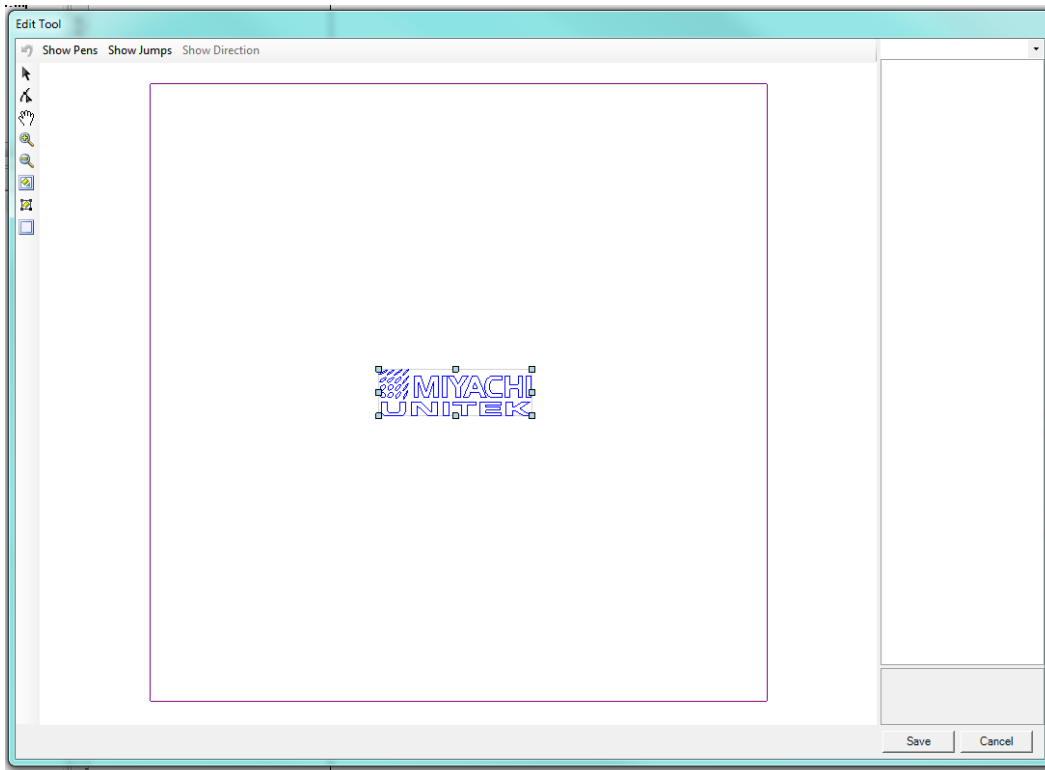 Edit Tool
Show Pens Show Jumps Show Direction
MIYACHI
UNITEK
Save Cancel